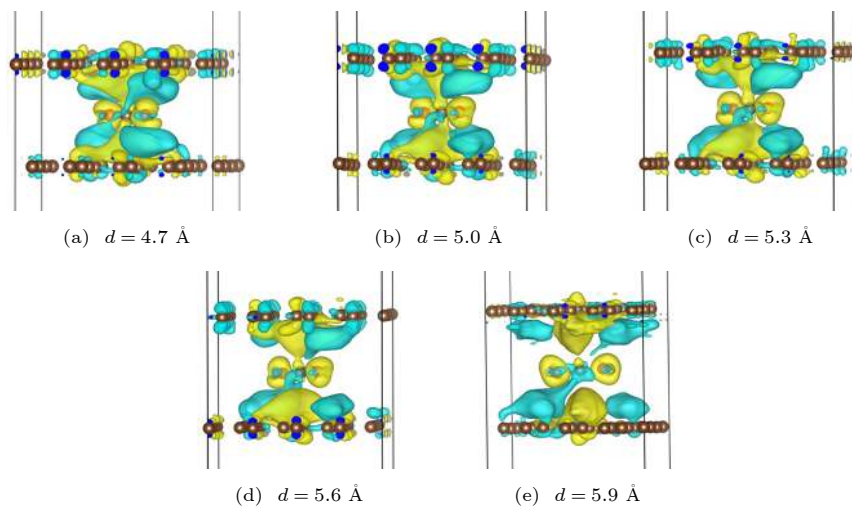 (a) d = 4.7 Å
(b) d = 5.0 Å
(c) d = 5.3 Å
(d) d = 5.6 Å
(e) d = 5.9 Å